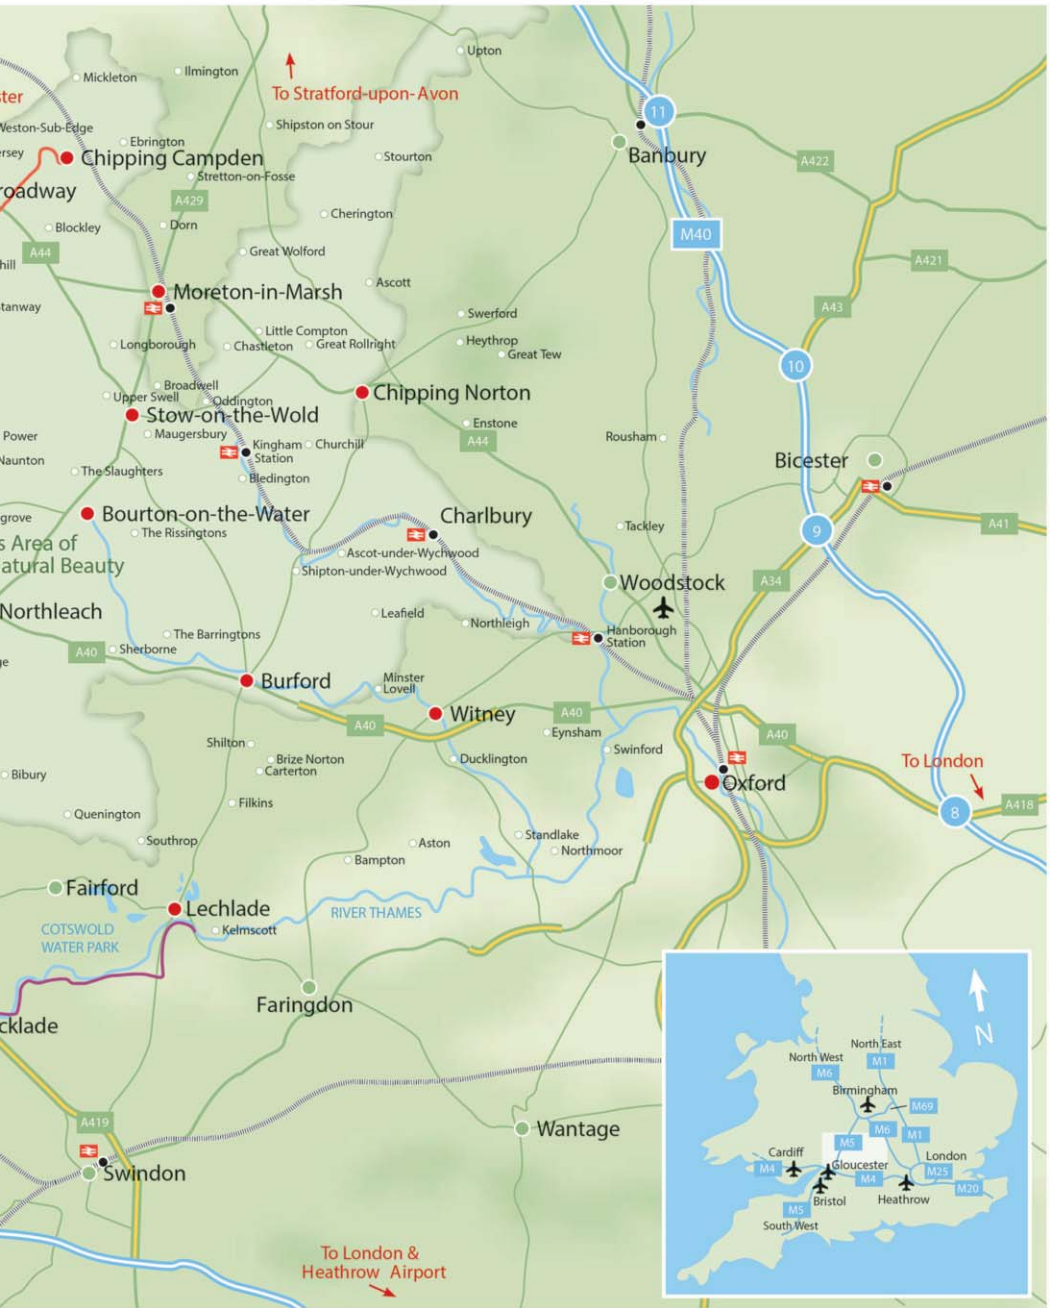 Upton
Mickleton
Ilmington
ster
To Stratford-upon-Avon
11
Weston-Sub-Edge
Shipston on Stour
Ebrington
ersey
Chipping Campden
Stourton
Banbury
A422
Stretton-on-Fosse
roadway
A429
Cherington
Blockley
Dorn
M40
A44
Great Wolford
A421
hill
Ascott
Moreton-in-Marsh
tanway
A43
Swerford
Little Compton
Longborough
Chastleton
Great Rollright
Heythrop
Great Tew
10
Broadwell
Upper Swell
Oddington
Chipping Norton
Stow-on-the-Wold
Enstone
Maugersbury
A44
Rousham
Power
Kingham
Station
Churchill
Naunton
Bicester
The Slaughters
Bledington
grove
Bourton-on-the-Water
Charlbury
A41
The Rissingtons
Tackley
9
s Area of
atural Beauty
Ascot-under-Wychwood
Shipton-under-Wychwood
Woodstock
A34
Northleach
Leafield
Northleigh
Hanborough
Station
The Barringtons
A40
Sherborne
ge
Burford
Minster
Lovell
Witney
A40
A40
Eynsham
A40
Shilton
Swinford
Brize Norton
Carterton
Ducklington
To London
Bibury
Oxford
Filkins
8
A418
Quenington
Southrop
Aston
Standlake
Northmoor
Bampton
Fairford
Lechlade
RIVER THAMES
COTSWOLD
WATER PARK
Kelmscott
Faringdon
cklade
N
North East
North West
M1
M6
Birmingham
M69
A419
Wantage
M6
M1
M5
Cardiff
London
Swindon
M4
Gloucester
M25
M4
M20
Bristol
Heathrow
M5
South West
To London &
Heathrow Airport